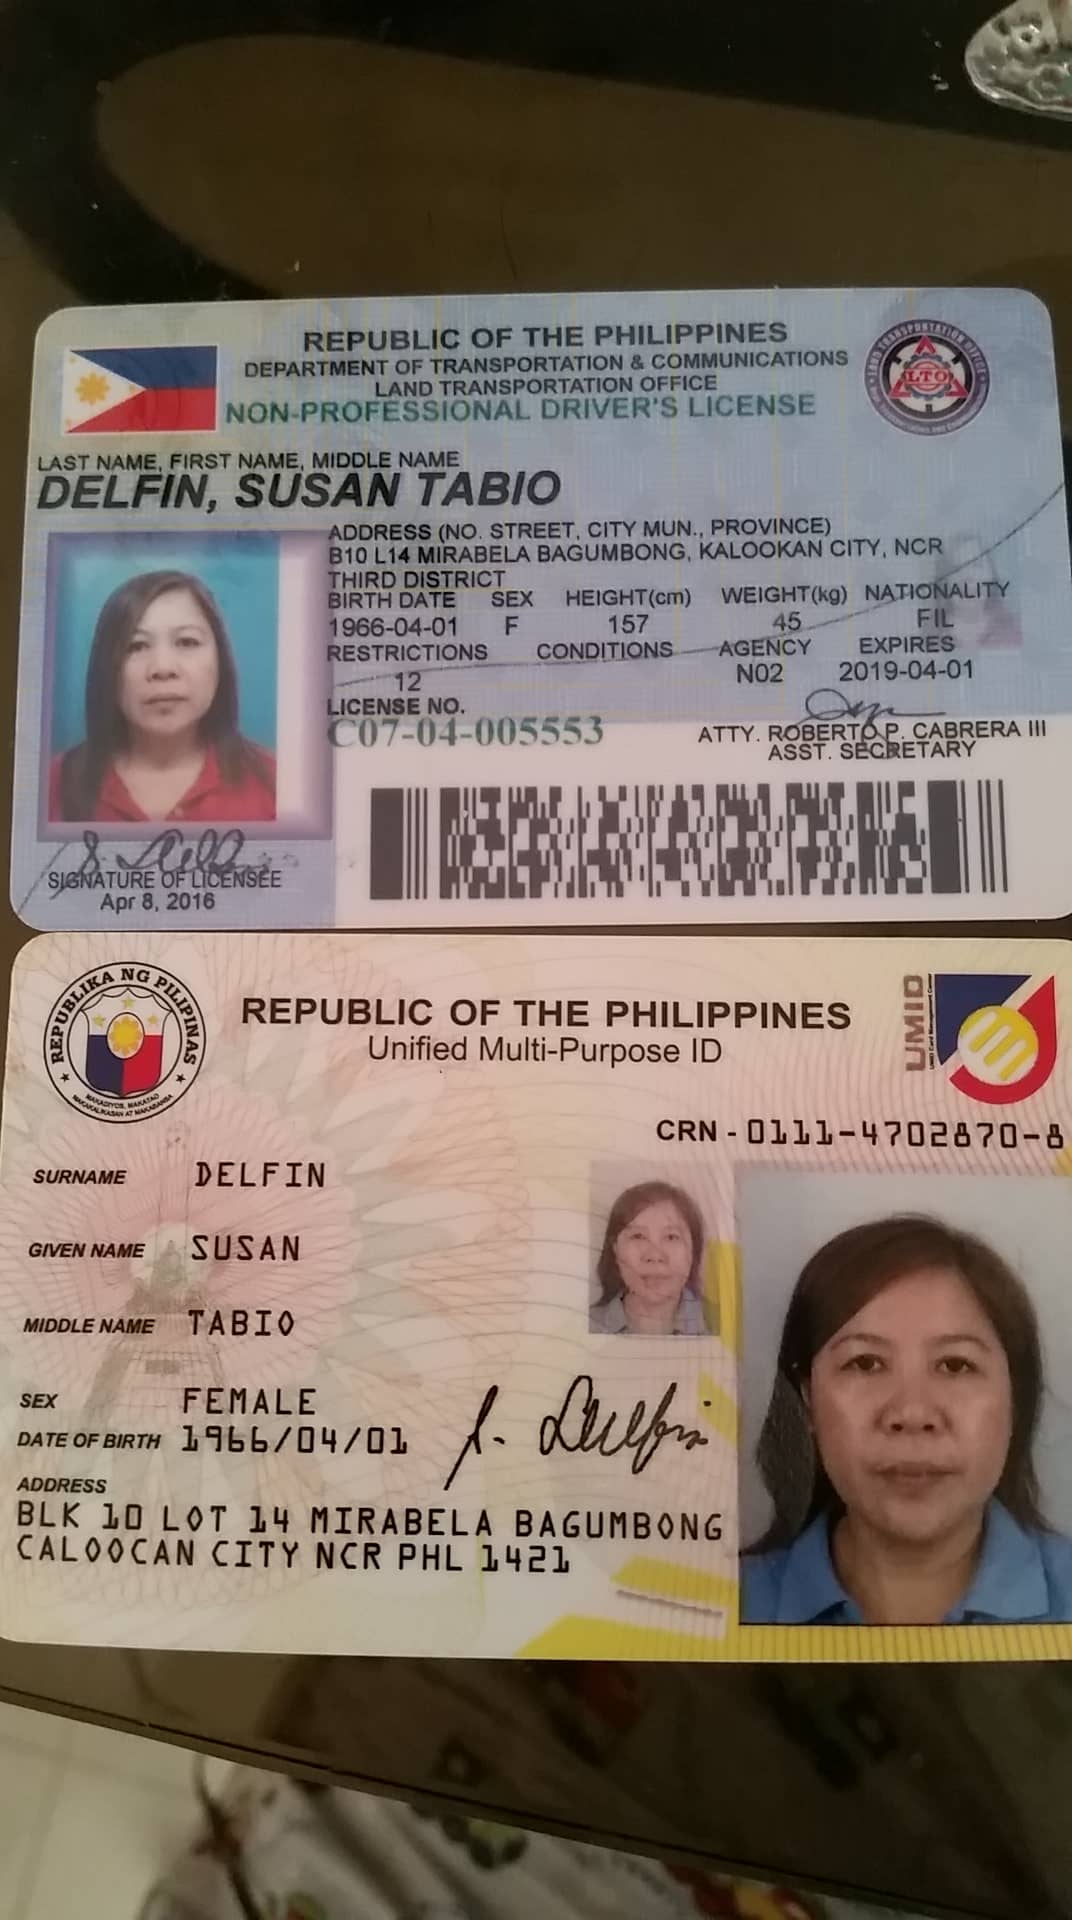 REPUBLIC OF THE PHILIPPINES
DEPARTMENT OF TRANSPORTATION & COMMUNICATIONS
LAND TRANSPORTATION OFFICE
NON-PROFESSIONAL DRIVER'S LICENSE
LTO
LAST NAME, FIRST NAME, MIDDLE NAME
DELFIN, SUSAN TABIO
ADDRESS (NO. STREET, CITY MUN., PROVINCE)
B10 L14 MIRABELA BAGUMBONG, KALOOKAN CITY, NCR
THIRD DISTRICT
BIRTH DATE SEX HEIGHT(cm) WEIGHT(kg) NATIONALITY
1966-04-01 F 157 45 FIL
RESTRICTIONS CONDITIONS AGENCY EXPIRES
12 N02 2019-04-01
LICENSE NO.
C07-04-005553
ATTY. ROBERTO P. CABRERA III
ASST. SECRETARY
SIGNATURE OF LICENSEE
Apr 8, 2016
REPUBLIKA NG PILIPINAS
REPUBLIC OF THE PHILIPPINES
Unified Multi-Purpose ID
UMID
CRN - 0111-4702870-8
SURNAME DELFIN
GIVEN NAME SUSAN
MIDDLE NAME TABIO
SEX FEMALE
DATE OF BIRTH 1966/04/01
S. Delfin
ADDRESS
BLK 10 LOT 14 MIRABELA BAGUMBONG
CALOOCAN CITY NCR PHL 1421